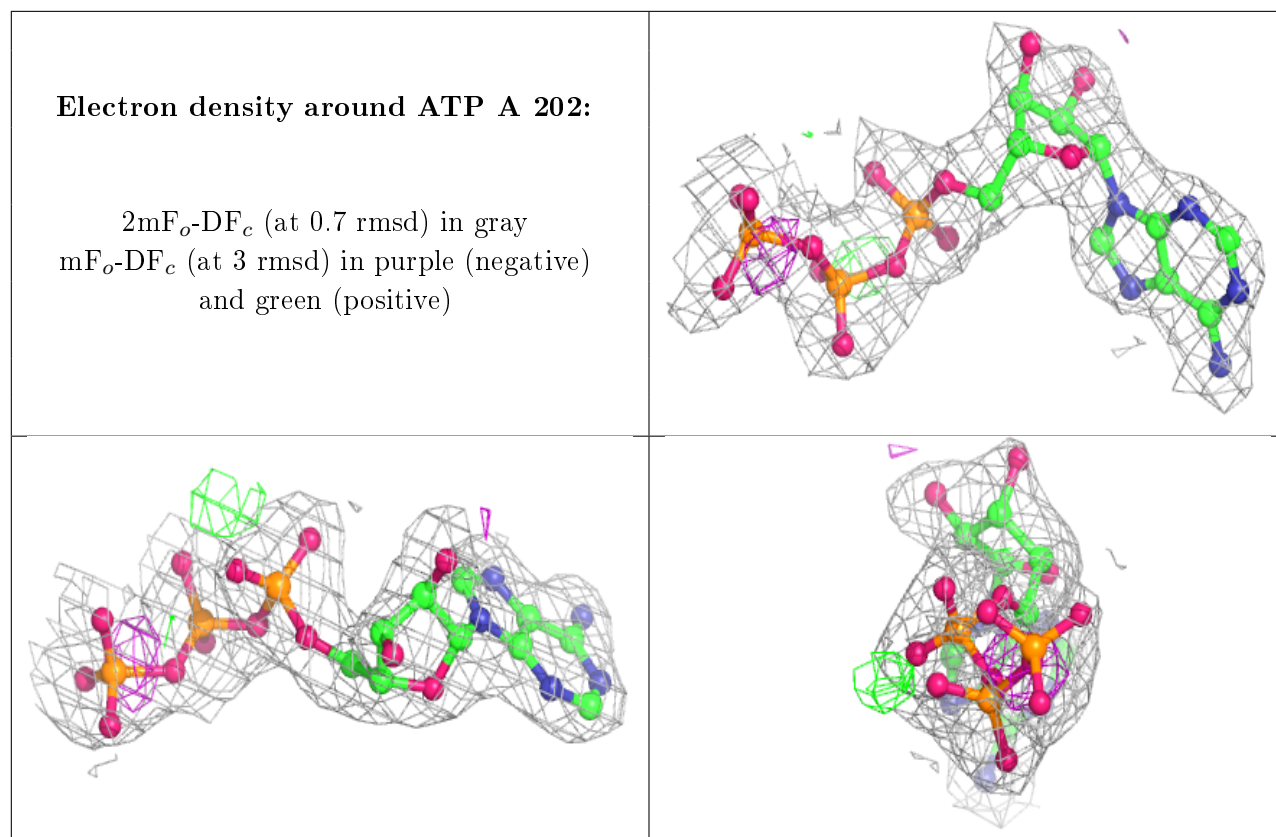 Electron density around ATP A 202:
2mFₒ-DF𝒸 (at 0.7 rmsd) in gray
mFₒ-DF𝒸 (at 3 rmsd) in purple (negative)
and green (positive)